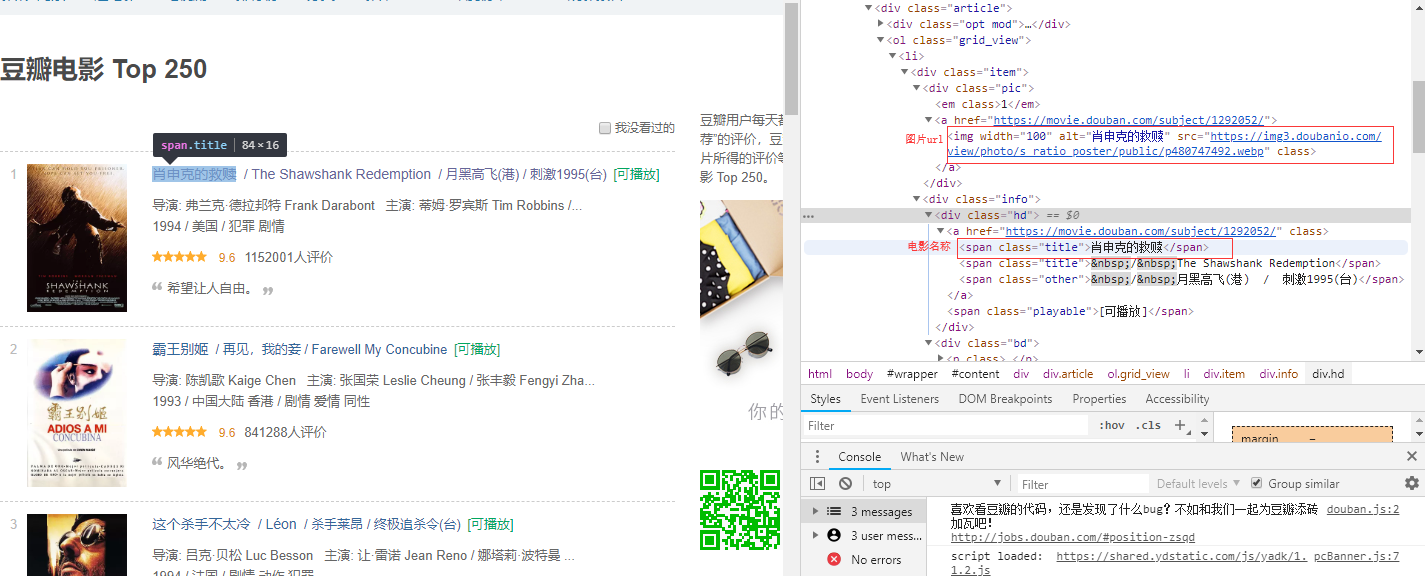 豆瓣电影 Top 250
我没看过的
span.title 84 × 16
1
肖申克的救赎 / The Shawshank Redemption / 月黑高飞(港) / 刺激1995(台) [可播放]
导演: 弗兰克·德拉邦特 Frank Darabont 主演: 蒂姆·罗宾斯 Tim Robbins /...
1994 / 美国 / 犯罪 剧情
9.6 1152001人评价
希望让人自由。
THE
SHAWSHANK
REDEMPTION
2
霸王别姬 / 再见，我的妾 / Farewell My Concubine [可播放]
导演: 陈凯歌 Kaige Chen 主演: 张国荣 Leslie Cheung / 张丰毅 Fengyi Zha...
1993 / 中国大陆 香港 / 剧情 爱情 同性
9.6 841288人评价
风华绝代。
霸王别姬
ADIOS A MI
CONCUBINA
3
这个杀手不太冷 / Léon / 杀手莱昂 / 终极追杀令(台) [可播放]
导演: 吕克·贝松 Luc Besson 主演: 让·雷诺 Jean Reno / 娜塔莉·波特曼 ...
1994 / 法国 / 剧情 动作 犯罪
豆瓣用户每天都
荐”的评价，豆
片所得的评价等
影 Top 250。
你的
<div class="article">
<div class="opt mod">…</div>
<ol class="grid_view">
<li>
<div class="item">
<div class="pic">
<em class>1</em>
<a href="https://movie.douban.com/subject/1292052/">
图片url
<img width="100" alt="肖申克的救赎" src="https://img3.doubanio.com/
view/photo/s_ratio_poster/public/p480747492.webp" class>
</a>
</div>
<div class="info">
... <div class="hd"> == $0
<a href="https://movie.douban.com/subject/1292052/" class>
电影名称
<span class="title">肖申克的救赎</span>
<span class="title">&nbsp;/&nbsp;The Shawshank Redemption</span>
<span class="other">&nbsp;/&nbsp;月黑高飞(港) / 刺激1995(台)</span>
</a>
<span class="playable">[可播放]</span>
</div>
<div class="bd">
<p class>…</p>
html body #wrapper #content div div.article ol.grid_view li div.item div.info div.hd
Styles Event Listeners DOM Breakpoints Properties Accessibility
Filter :hov .cls +
margin –
Console What's New
top Filter Default levels Group similar
3 messages
3 user mess...
No errors
喜欢看豆瓣的代码，还是发现了什么bug？不如和我们一起为豆瓣添砖 douban.js:2
加瓦吧！
http://jobs.douban.com/#position-zsqd
script loaded: https://shared.ydstatic.com/js/yadk/1. pcBanner.js:7
1.2.js